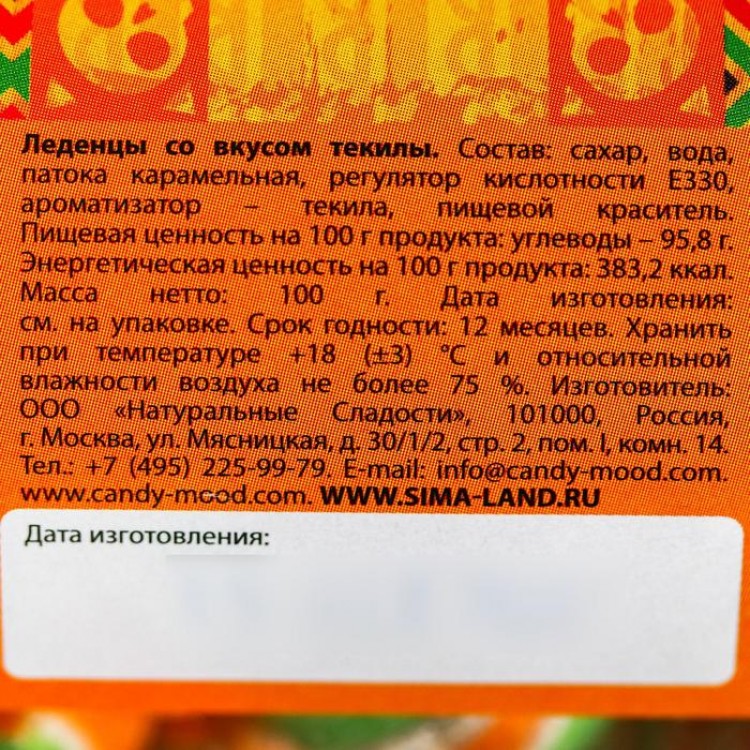 Леденцы со вкусом текилы. Состав: сахар, вода,
патока карамельная, регулятор кислотности Е330,
ароматизатор – текила, пищевой краситель.
Пищевая ценность на 100 г продукта: углеводы – 95,8 г.
Энергетическая ценность на 100 г продукта: 383,2 ккал.
Масса нетто: 100 г. Дата изготовления:
см. на упаковке. Срок годности: 12 месяцев. Хранить
при температуре +18 (±3) °С и относительной
влажности воздуха не более 75 %. Изготовитель:
ООО «Натуральные Сладости», 101000, Россия,
г. Москва, ул. Мясницкая, д. 30/1/2, стр. 2, пом. I, комн. 14.
Тел.: +7 (495) 225-99-79. E-mail: info@candy-mood.com.
www.candy-mood.com. WWW.SIMA-LAND.RU
Дата изготовления: